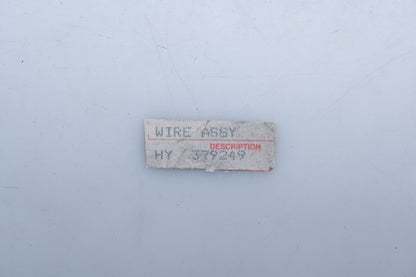 WIRE ASSY
DESCRIPTION
HY 379249